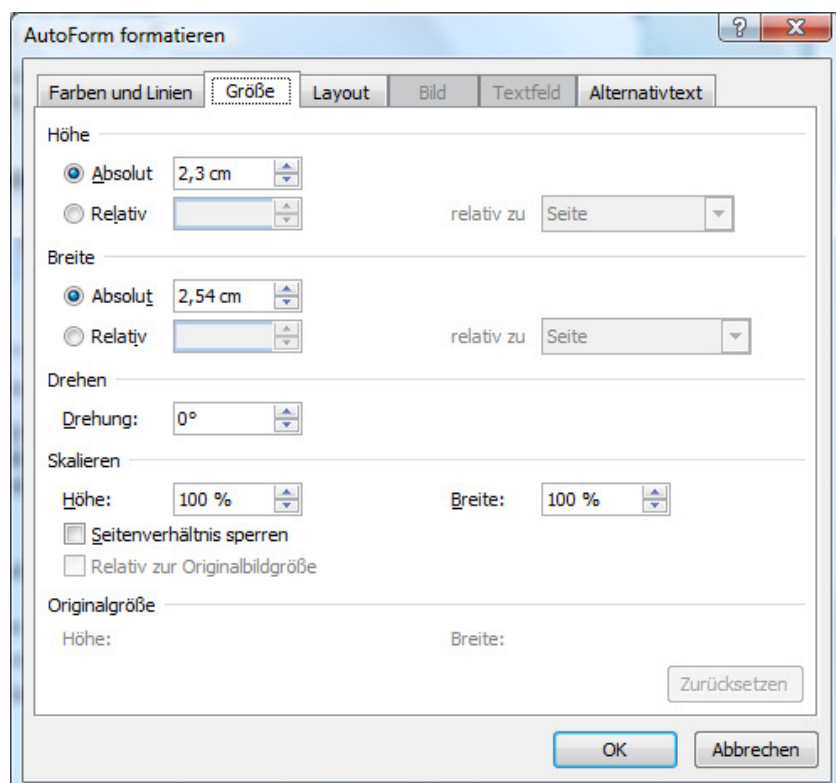 AutoForm formatieren
Farben und Linien Größe Layout Bild Textfeld Alternativtext
Höhe
Absolut 2,3 cm
Relativ relativ zu Seite
Breite
Absolut 2,54 cm
Relativ relativ zu Seite
Drehen
Drehung: 0°
Skalieren
Höhe: 100 % Breite: 100 %
Seitenverhältnis sperren
Relativ zur Originalbildgröße
Originalgröße
Höhe: Breite:
Zurücksetzen
OK Abbrechen